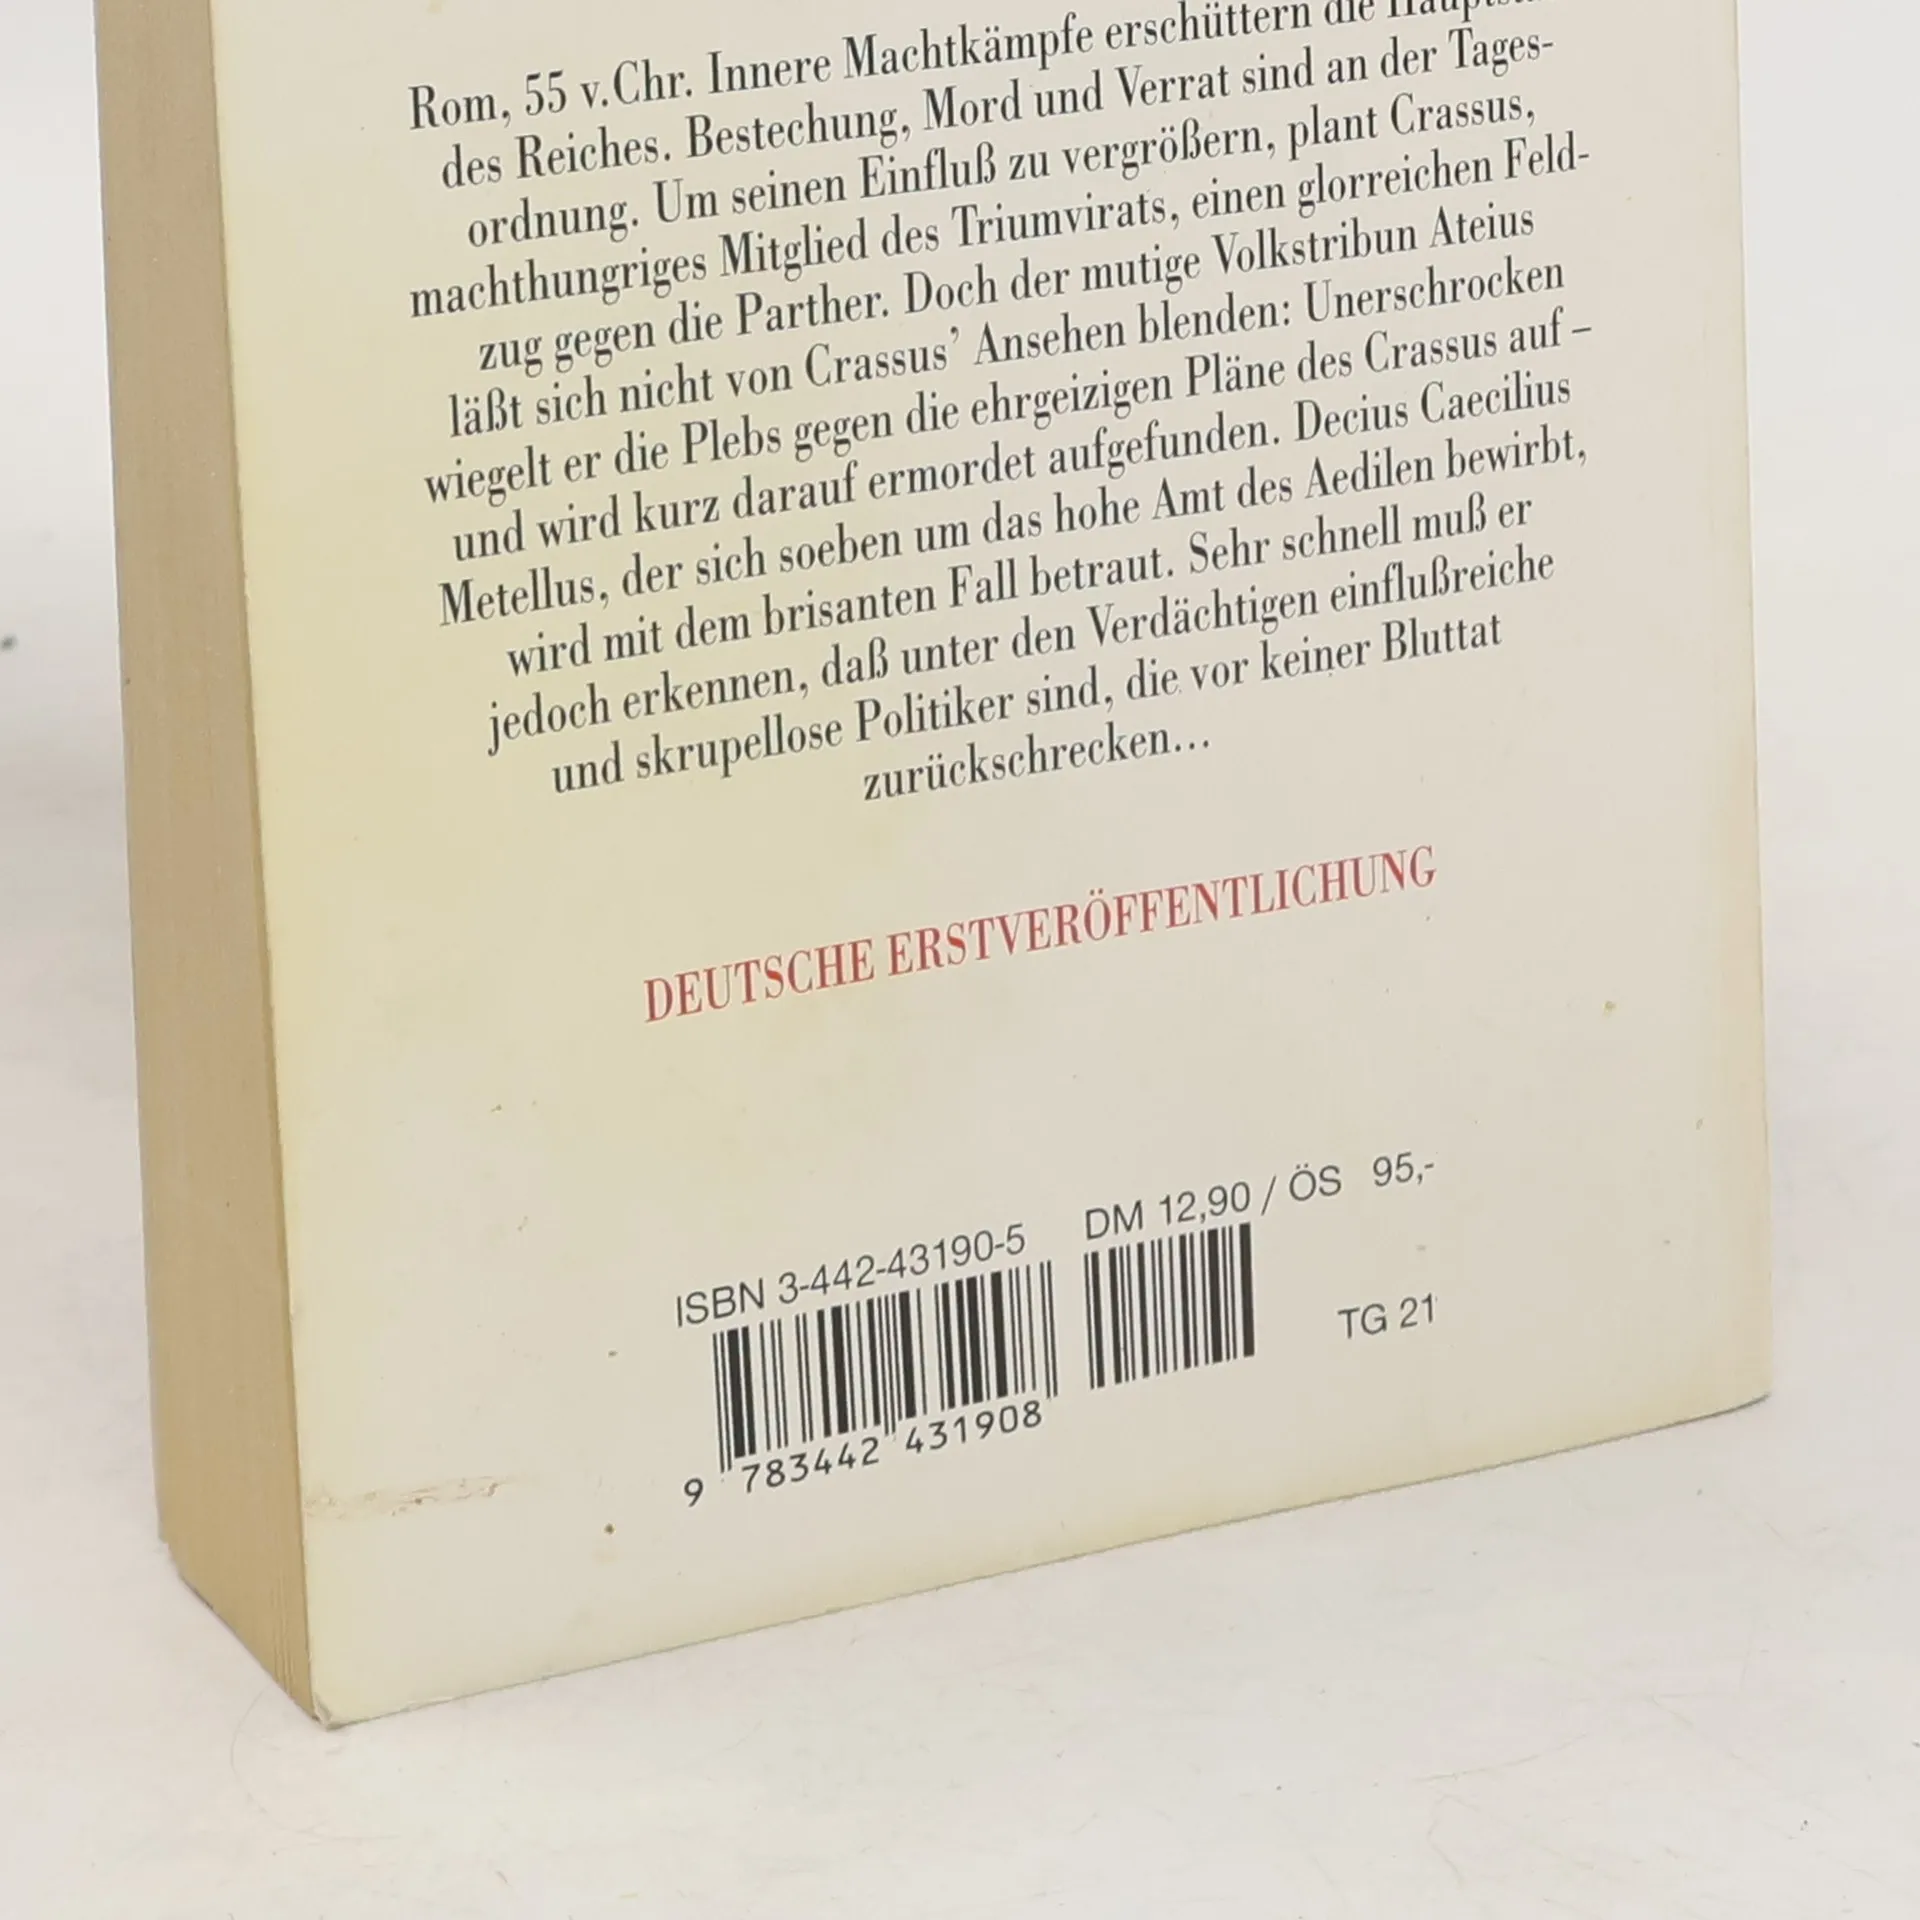 Rom, 55 v.Chr. Innere Machtkämpfe erschüttern die
des Reiches. Bestechung, Mord und Verrat sind an der Tages-
ordnung. Um seinen Einfluß zu vergrößern, plant Crassus,
machthungriges Mitglied des Triumvirats, einen glorreichen Feld-
zug gegen die Parther. Doch der mutige Volkstribun Ateius
läßt sich nicht von Crassus’ Ansehen blenden: Unerschrocken
wiegelt er die Plebs gegen die ehrgeizigen Pläne des Crassus auf –
und wird kurz darauf ermordet aufgefunden. Decius Caecilius
Metellus, der sich soeben um das hohe Amt des Aedilen bewirbt,
wird mit dem brisanten Fall betraut. Sehr schnell muß er
jedoch erkennen, daß unter den Verdächtigen einflußreiche
und skrupellose Politiker sind, die vor keiner Bluttat
zurückschrecken...
DEUTSCHE ERSTVERÖFFENTLICHUNG
ISBN 3-442-43190-5 DM 12,90 / ÖS 95,-
TG 21
9 783442 431908